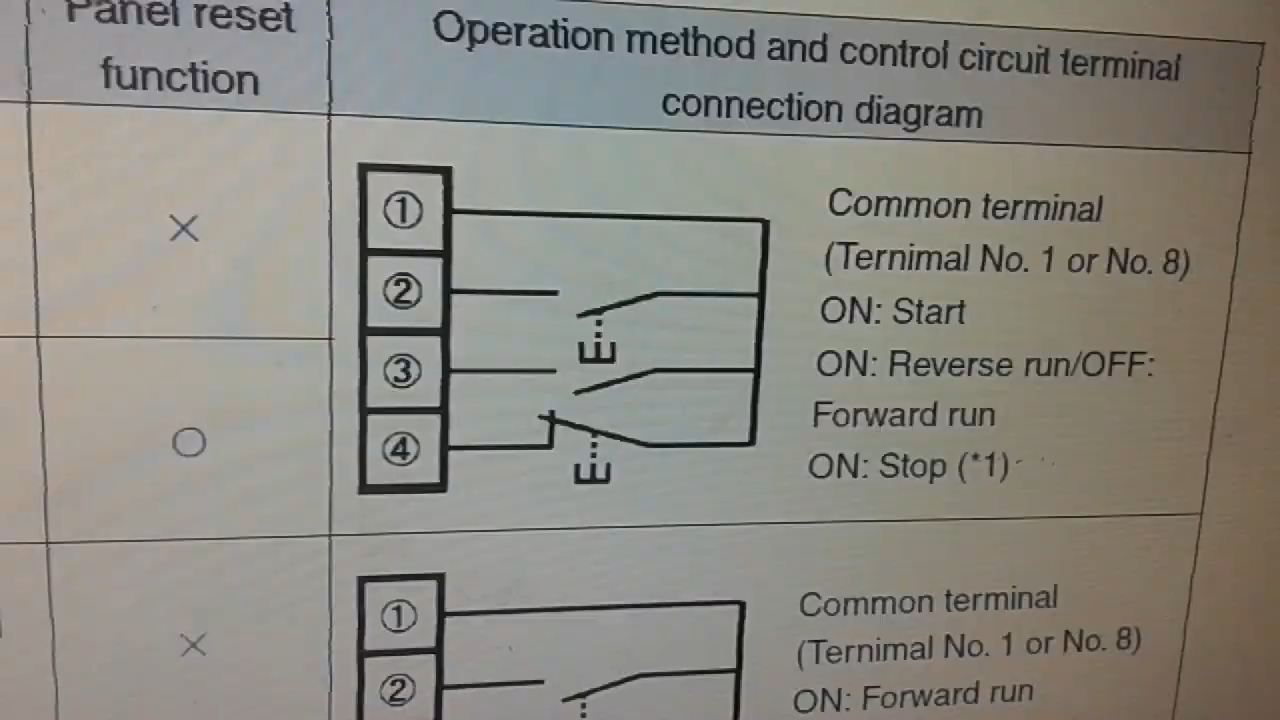 Panel reset
function
Operation method and control circuit terminal
connection diagram
×
○
①
②
③
④
Common terminal
(Ternimal No. 1 or No. 8)
ON: Start
ON: Reverse run/OFF:
Forward run
ON: Stop (*1)
×
①
②
Common terminal
(Ternimal No. 1 or No. 8)
ON: Forward run